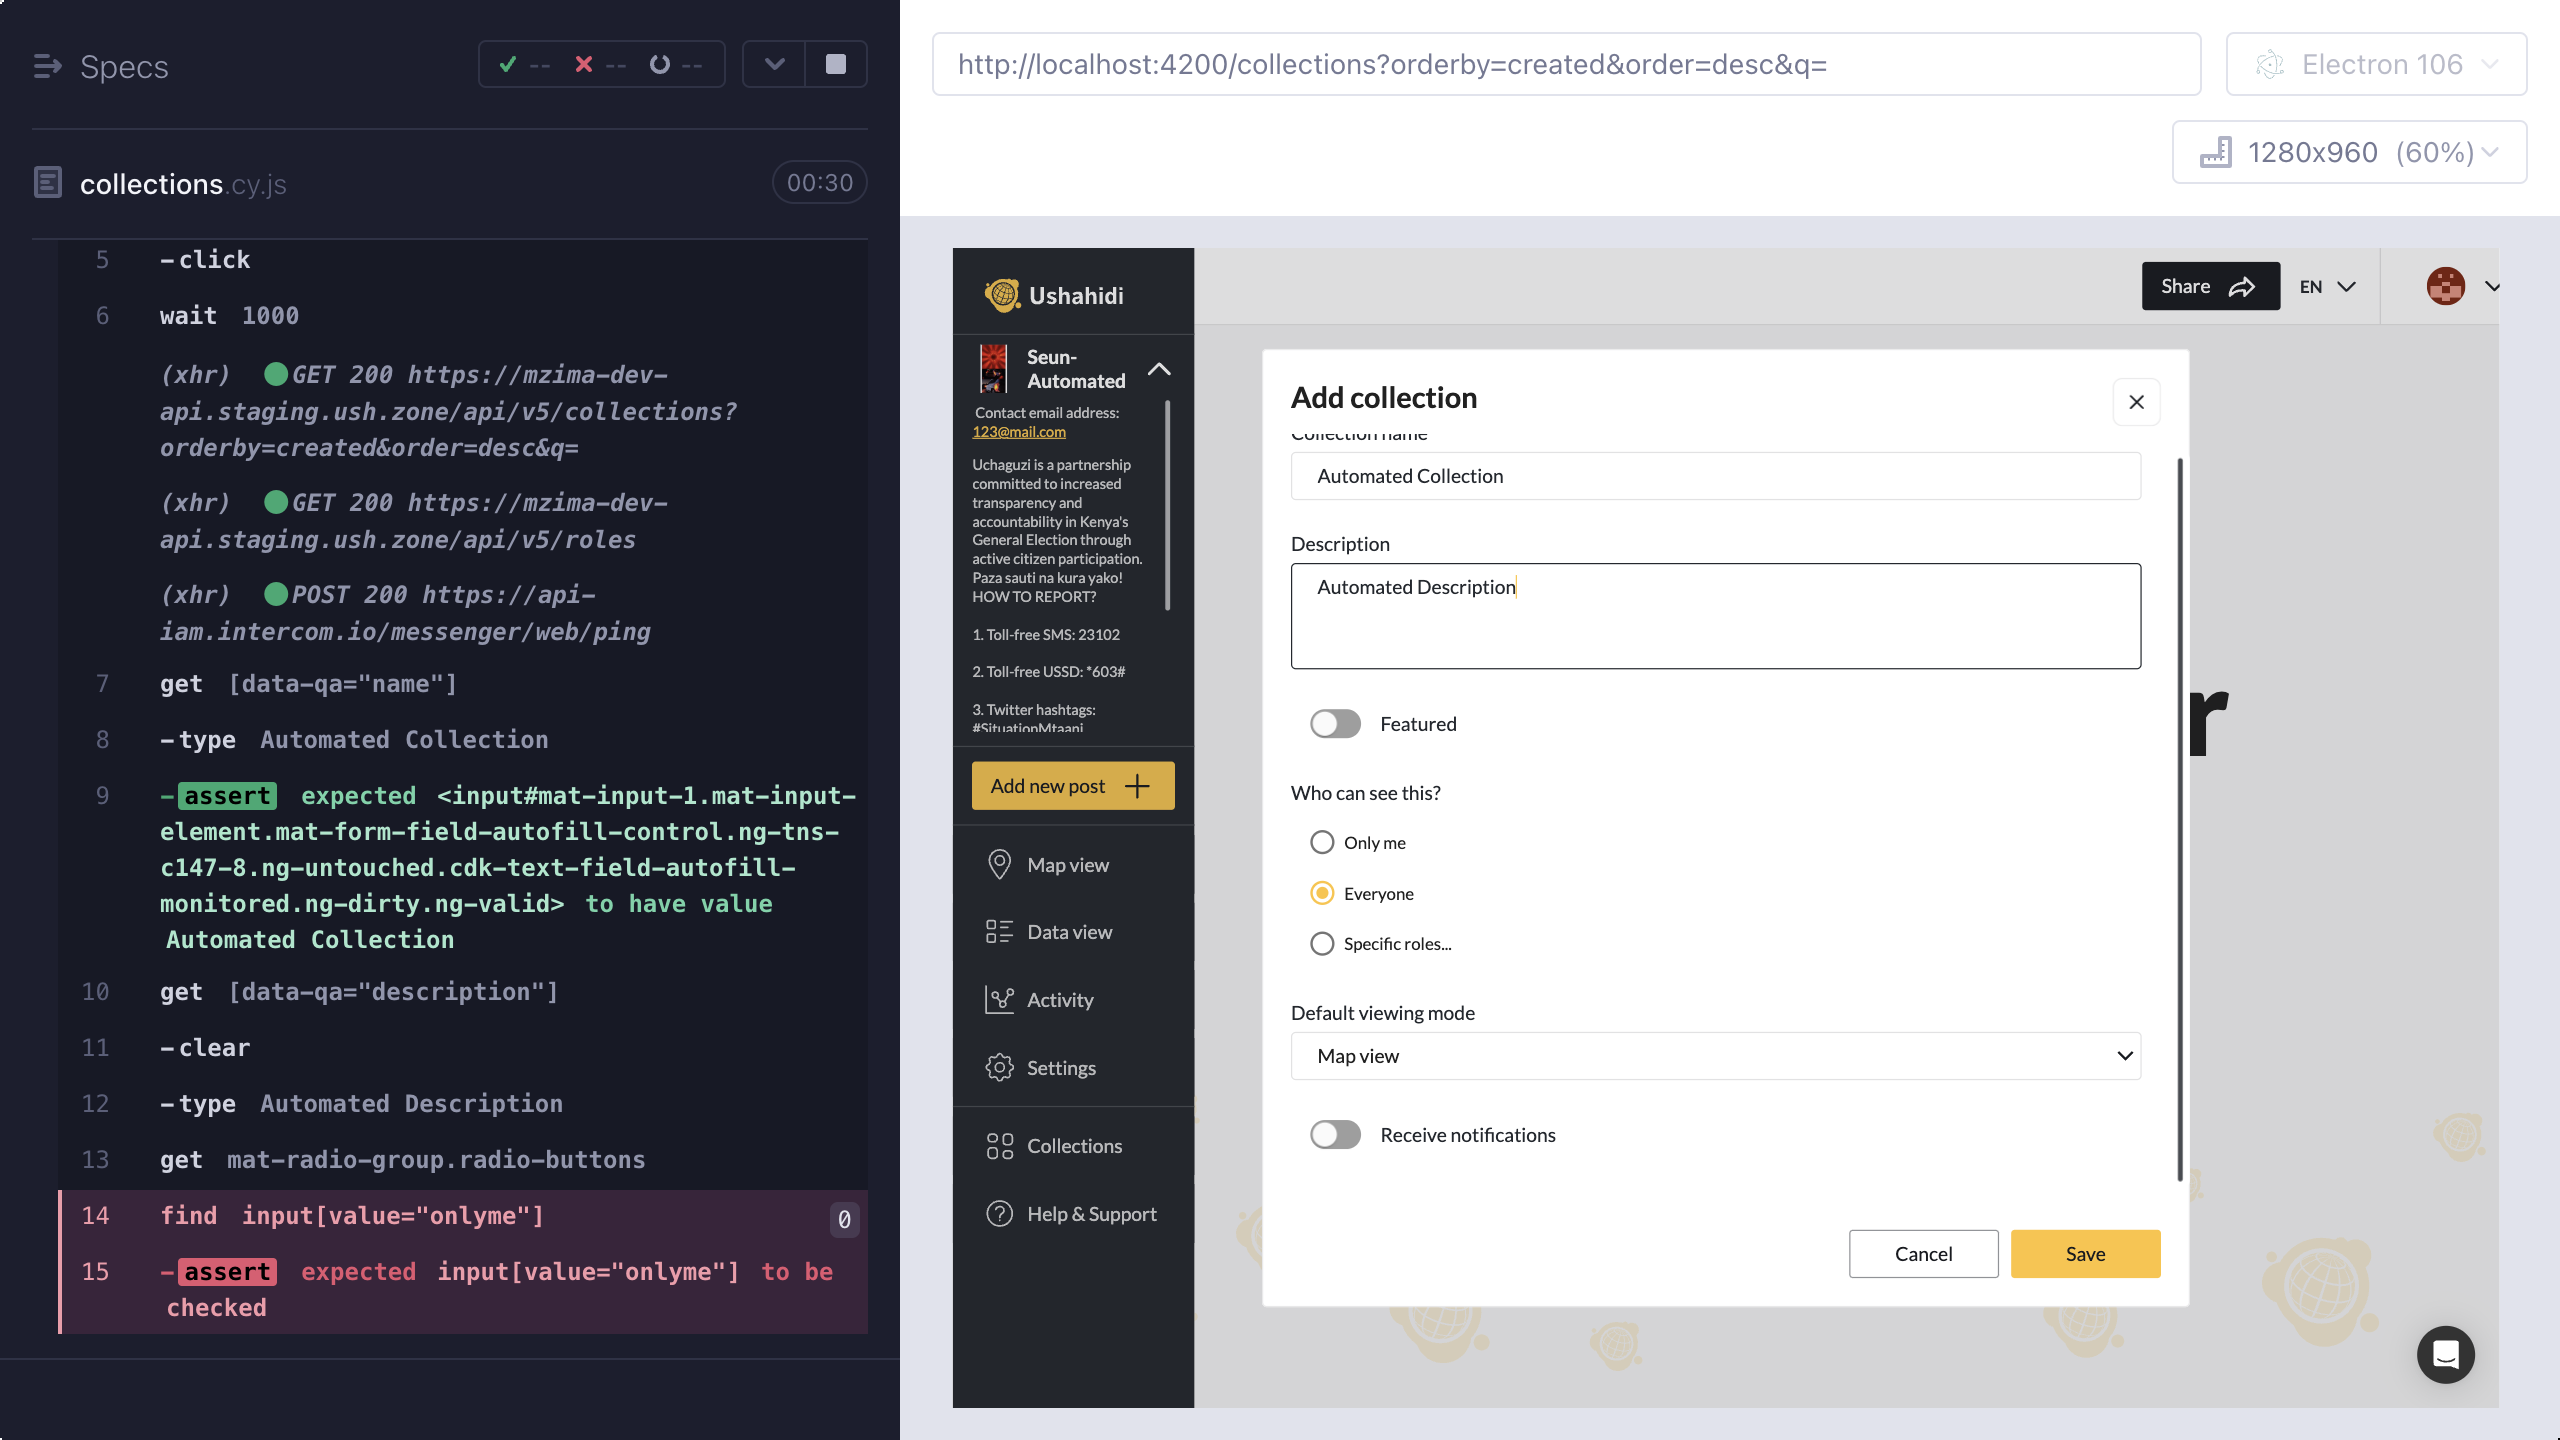 Specs
-- -- --
collections.cy.js
00:30
5 -click
6 wait 1000
(xhr) GET 200 https://mzima-dev-
api.staging.ush.zone/api/v5/collections?
orderby=created&order=desc&q=
(xhr) GET 200 https://mzima-dev-
api.staging.ush.zone/api/v5/roles
(xhr) POST 200 https://api-
iam.intercom.io/messenger/web/ping
7 get [data-qa="name"]
8 -type Automated Collection
9 -assert expected <input#mat-input-1.mat-input-
element.mat-form-field-autofill-control.ng-tns-
c147-8.ng-untouched.cdk-text-field-autofill-
monitored.ng-dirty.ng-valid> to have value
Automated Collection
10 get [data-qa="description"]
11 -clear
12 -type Automated Description
13 get mat-radio-group.radio-buttons
14 find input[value="onlyme"] 0
15 -assert expected input[value="onlyme"] to be
checked
http://localhost:4200/collections?orderby=created&order=desc&q=
Electron 106
1280x960 (60%)
Ushahidi
Seun-
Automated
Contact email address:
123@mail.com
Uchaguzi is a partnership
committed to increased
transparency and
accountability in Kenya's
General Election through
active citizen participation.
Paza sauti na kura yako!
HOW TO REPORT?
1. Toll-free SMS: 23102
2. Toll-free USSD: *603#
3. Twitter hashtags:
#SituationMtaani
Add new post
Map view
Data view
Activity
Settings
Collections
Help & Support
Share
EN
Add collection
Collection name
Automated Collection
Description
Automated Description
Featured
Who can see this?
Only me
Everyone
Specific roles...
Default viewing mode
Map view
Receive notifications
Cancel
Save
r